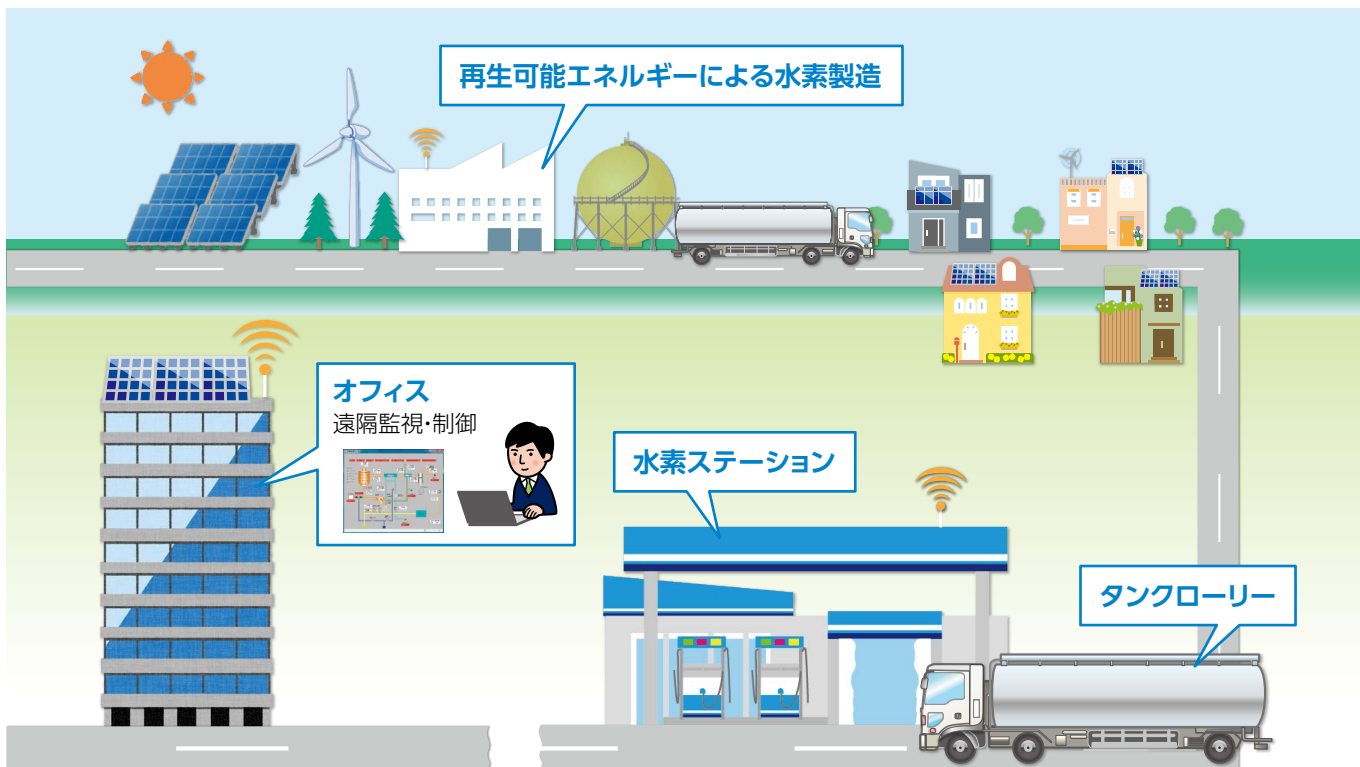 再生可能エネルギーによる水素製造
オフィス
遠隔監視・制御
水素ステーション
タンクローリー